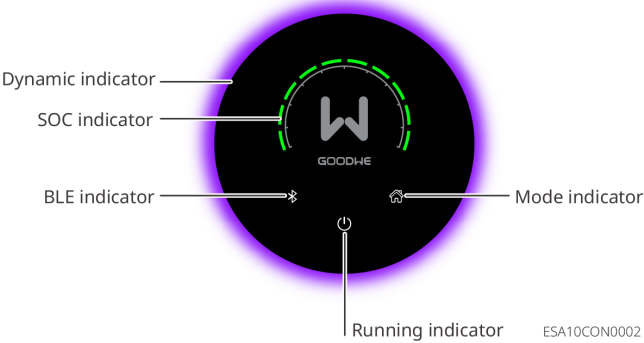 Dynamic indicator
SOC indicator
GOODWE
BLE indicator
Mode indicator
Running indicator
ESA10CON0002